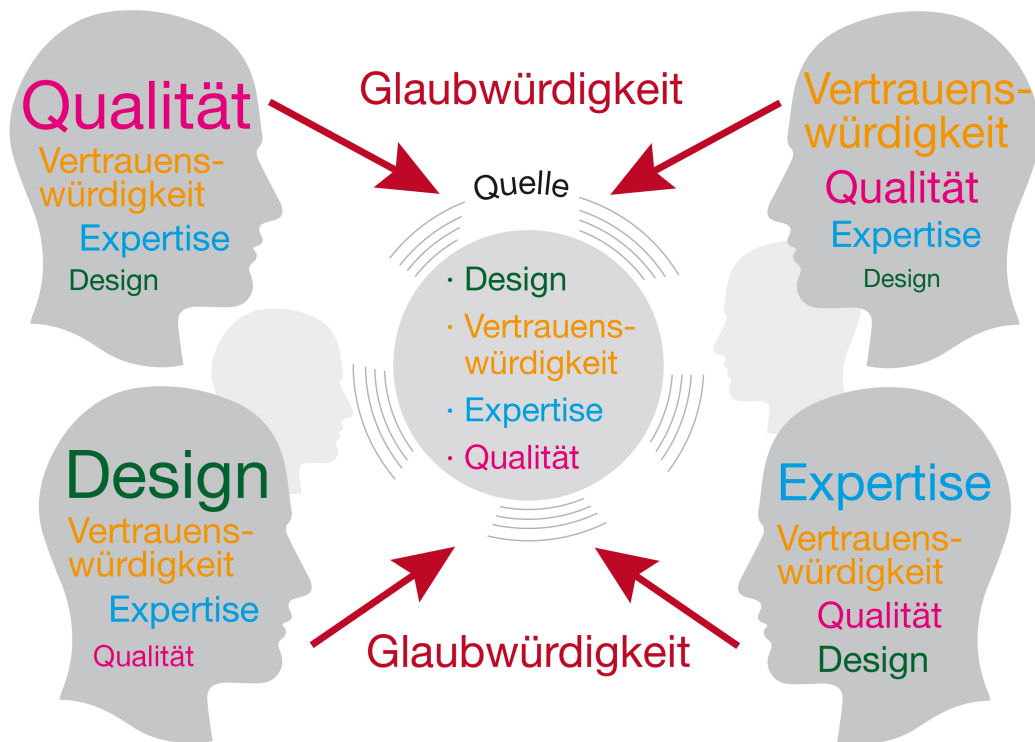 Qualität
Vertrauens-
würdigkeit
Expertise
Design
Glaubwürdigkeit
Vertrauens-
würdigkeit
Qualität
Expertise
Design
Quelle
· Design
· Vertrauens-
würdigkeit
· Expertise
· Qualität
Design
Vertrauens-
würdigkeit
Expertise
Qualität
Glaubwürdigkeit
Expertise
Vertrauens-
würdigkeit
Qualität
Design